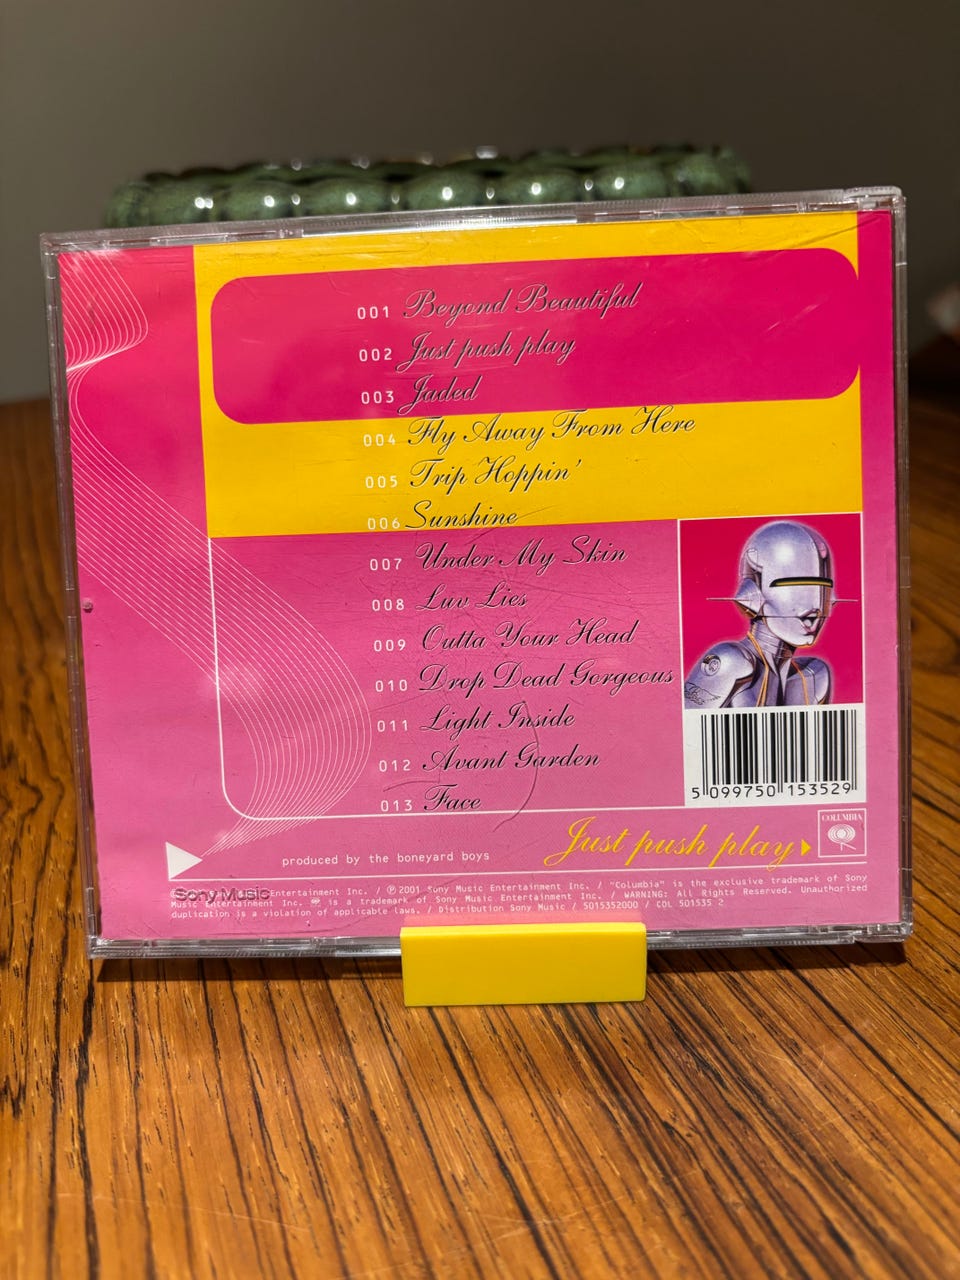 001 Beyond Beautiful
002 Just push play
003 Jaded
004 Fly Away From Here
005 Trip Hoppin'
006 Sunshine
007 Under My Skin
008 Luv Lies
009 Outta Your Head
010 Drop Dead Gorgeous
011 Light Inside
012 Avant Garden
013 Face
5 099750 153529
COLUMBIA
produced by the boneyard boys
Just push play
Sony Music Entertainment Inc. / ℗ 2001 Sony Music Entertainment Inc. / "Columbia" is the exclusive trademark of Sony
Music Entertainment Inc. is a trademark of Sony Music Entertainment Inc. / WARNING: All Rights Reserved. Unauthorized
duplication is a violation of applicable laws. / Distribution Sony Music / 5015352000 / COL 501535 2